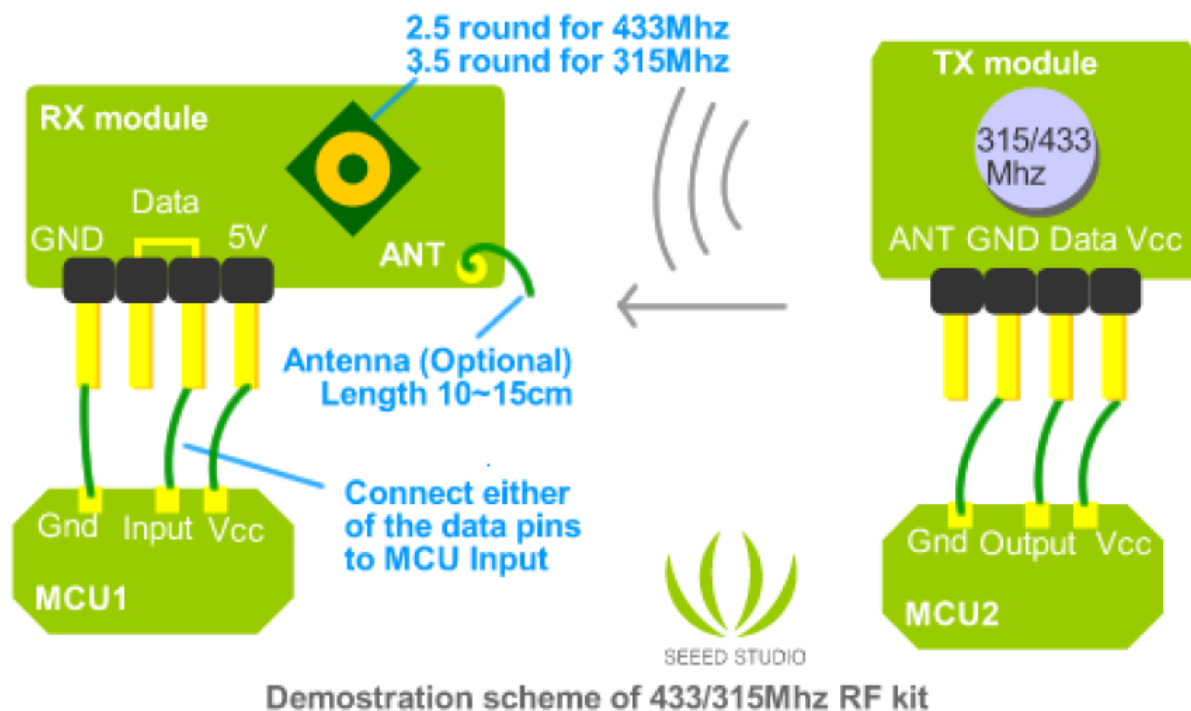 2.5 round for 433Mhz
3.5 round for 315Mhz
RX module
Data
GND
5V
ANT
Antenna (Optional)
Length 10~15cm
Connect either
of the data pins
to MCU Input
Gnd Input Vcc
MCU1
TX module
315/433
Mhz
ANT GND Data Vcc
Gnd Output Vcc
MCU2
SEEED STUDIO
Demostration scheme of 433/315Mhz RF kit